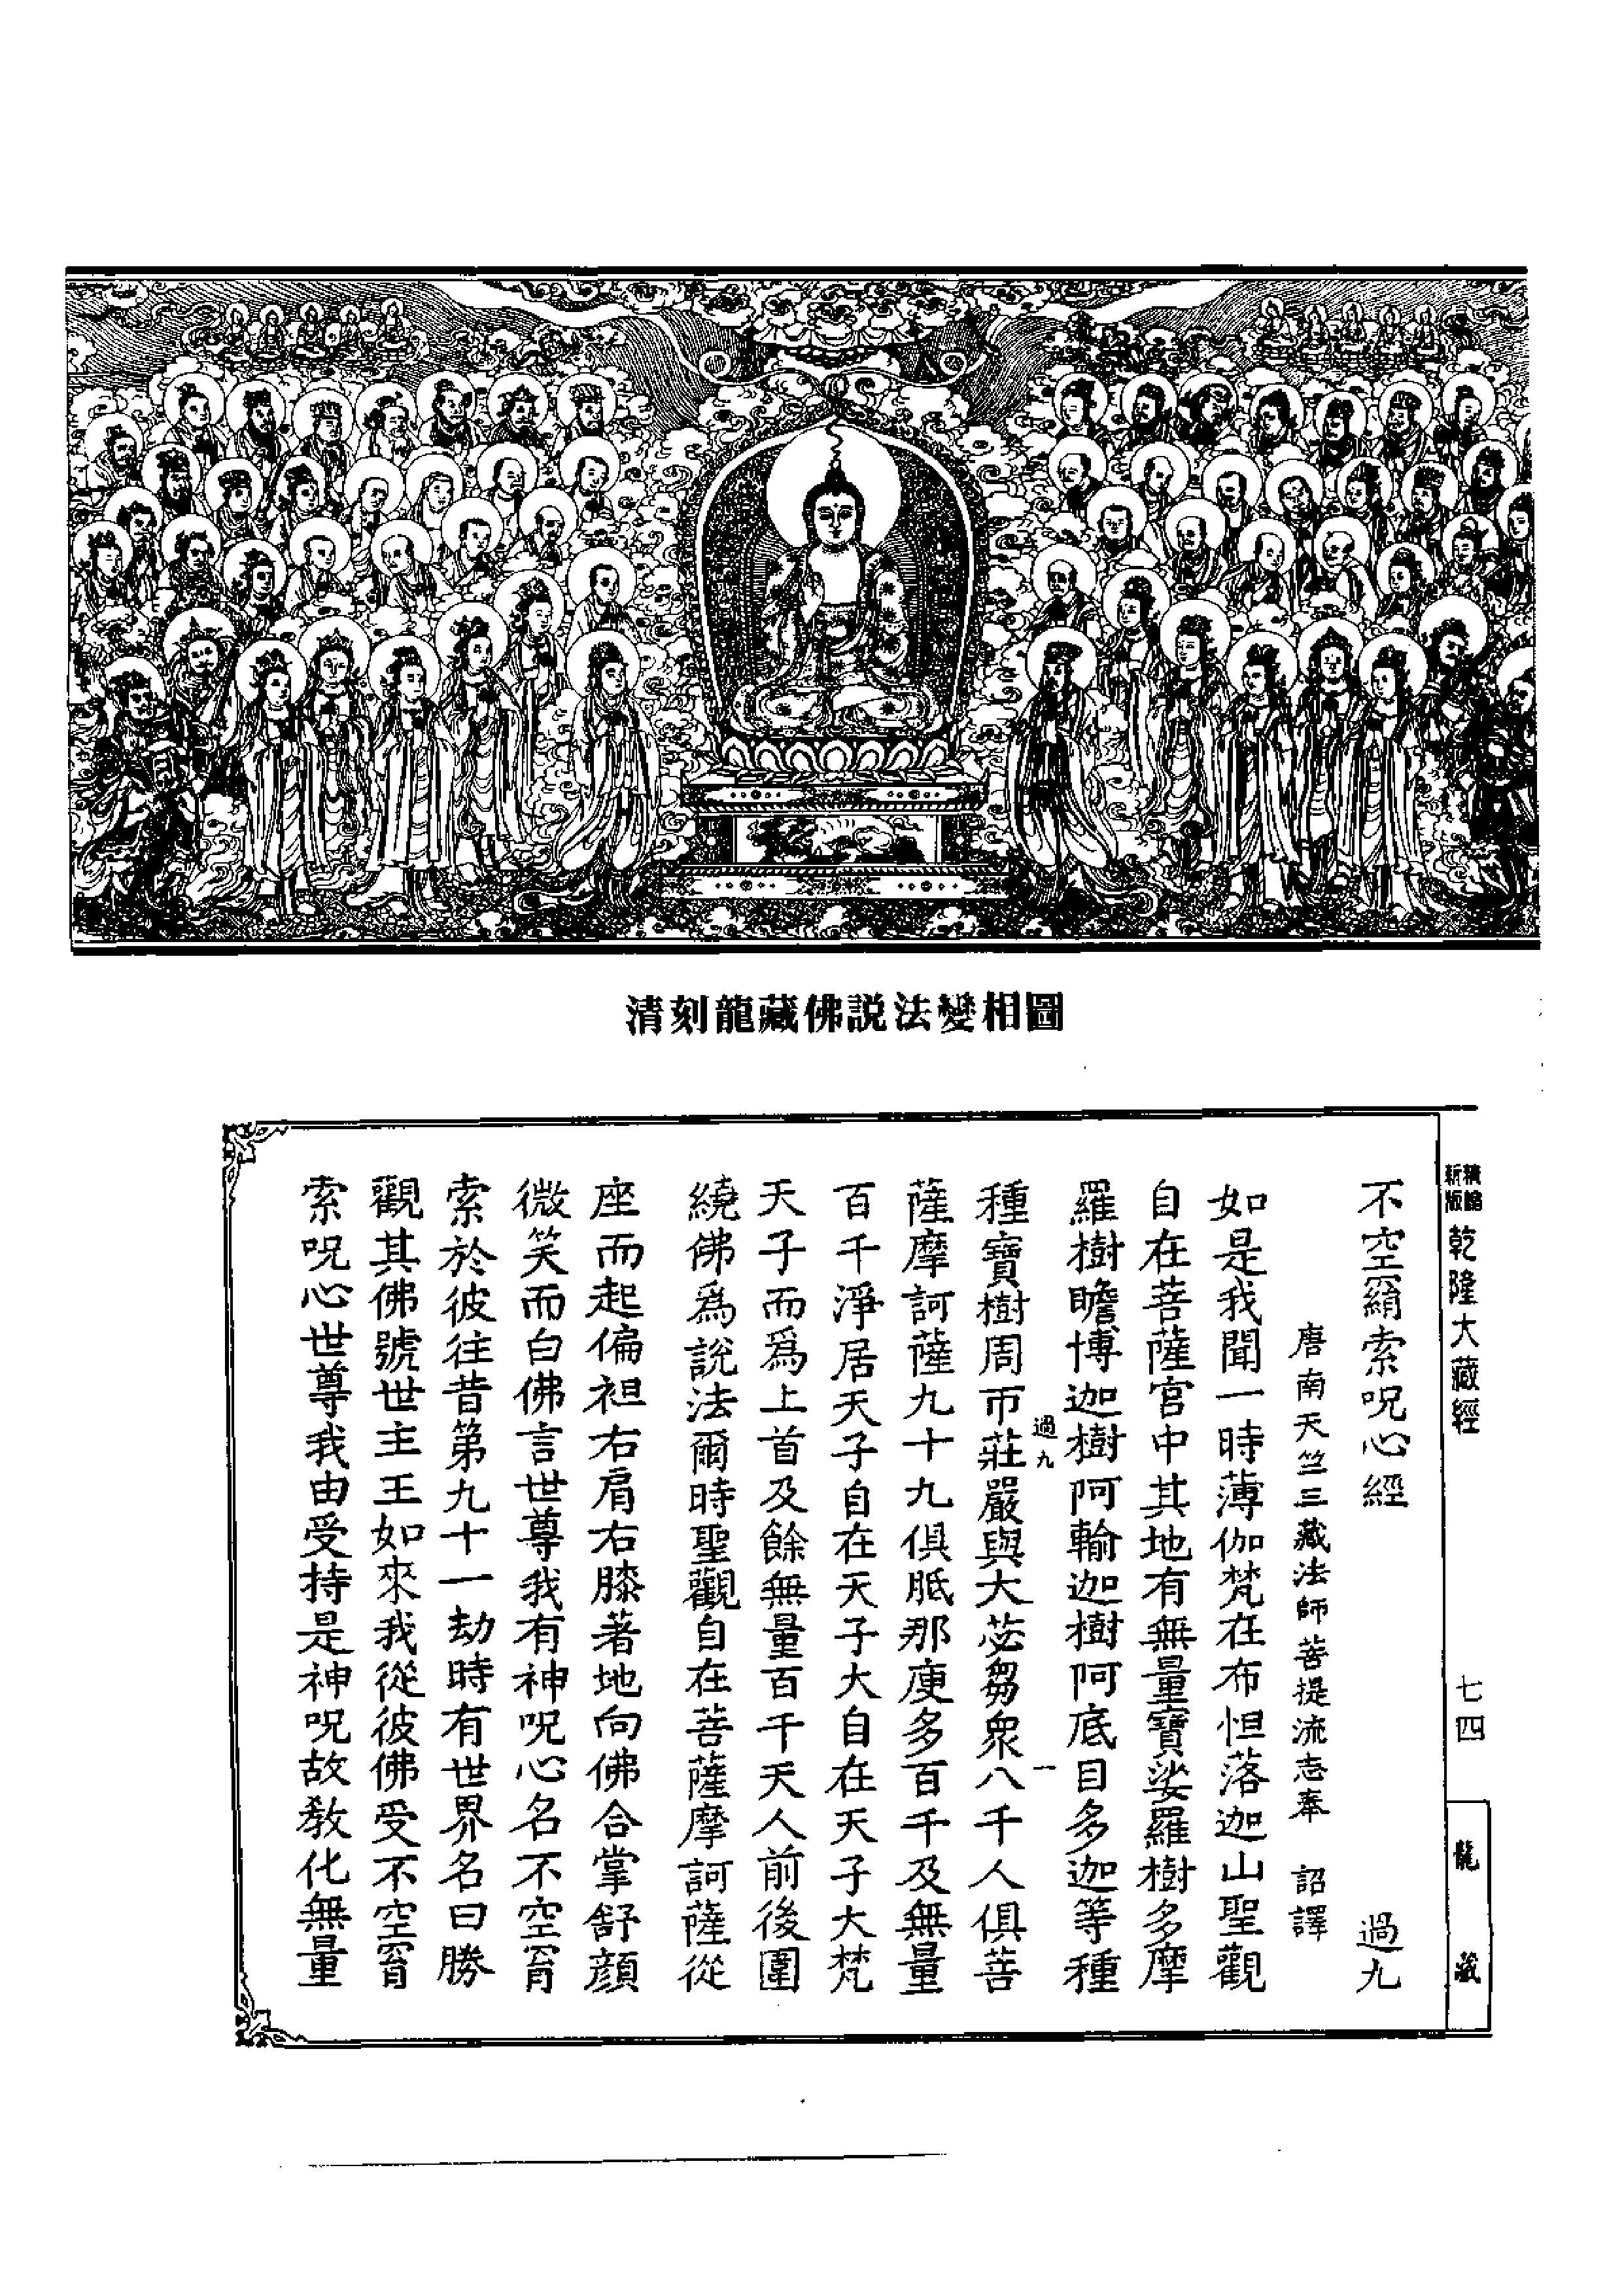 清刻龍藏佛説法變相圖
精縮新版
乾隆大藏經
七四
龍藏
不空羂索呪心經 過九
唐南天竺三藏法師菩提流志奉 詔譯
如是我聞一時薄伽梵在布怛落迦山聖觀
自在菩薩宮中其地有無量寶娑羅樹多摩
羅樹瞻博迦樹阿輸迦樹阿底目多迦等種
過九 一
種寶樹周帀莊嚴與大苾芻衆八千人俱菩
薩摩訶薩九十九俱胝那庾多百千及無量
百千淨居天子自在天子大自在天子大梵
天子而爲上首及餘無量百千天人前後圍
繞佛爲説法爾時聖觀自在菩薩摩訶薩從
座而起偏袒右肩右膝著地向佛合掌舒顏
微笑而白佛言世尊我有神呪心名不空羂
索於彼往昔第九十一劫時有世界名曰勝
觀其佛號世主王如來我從彼佛受不空羂
索呪心世尊我由受持是神呪故教化無量